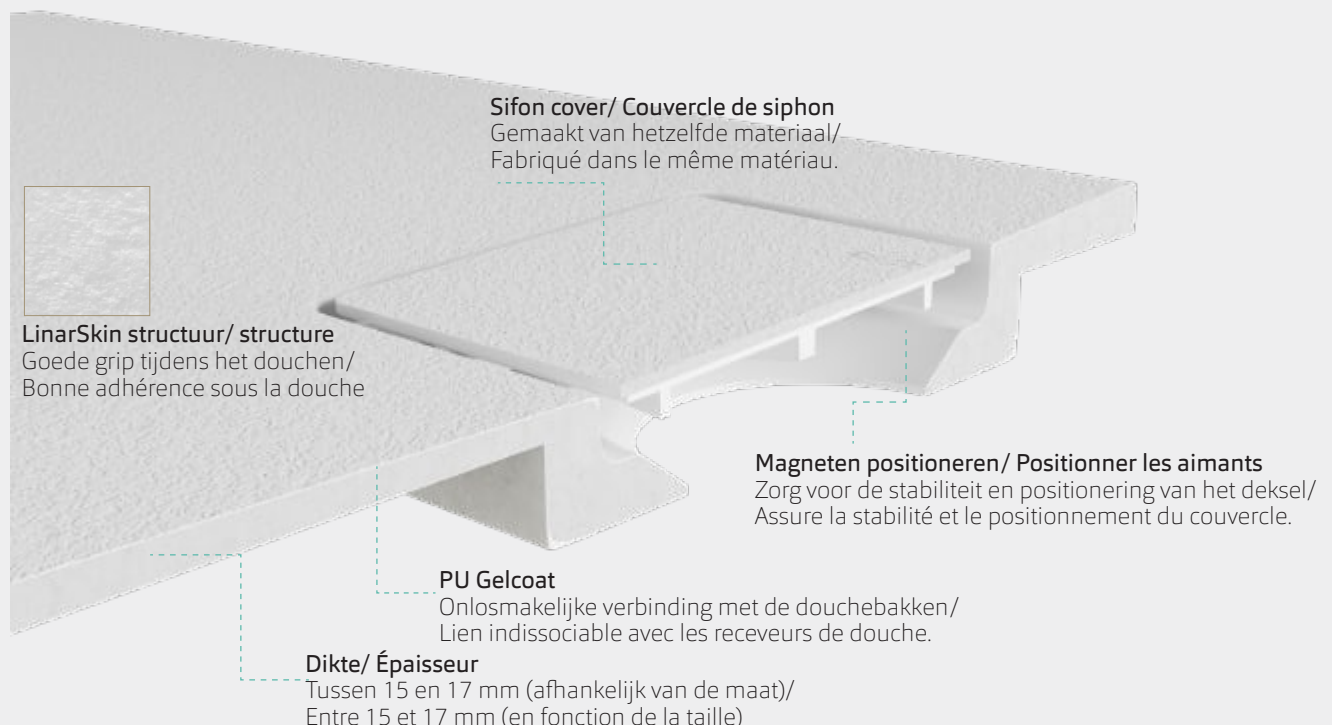 Sifon cover/ Couvercle de siphon
Gemaakt van hetzelfde materiaal/
Fabriqué dans le même matériau.
LinarSkin structuur/ structure
Goede grip tijdens het douchen/
Bonne adhérence sous la douche
Magneten positioneren/ Positionner les aimants
Zorg voor de stabiliteit en positionering van het deksel/
Assure la stabilité et le positionnement du couvercle.
PU Gelcoat
Onlosmakelijke verbinding met de douchebakken/
Lien indissociable avec les receveurs de douche.
Dikte/ Épaisseur
Tussen 15 en 17 mm (afhankelijk van de maat)/
Entre 15 et 17 mm (en fonction de la taille)